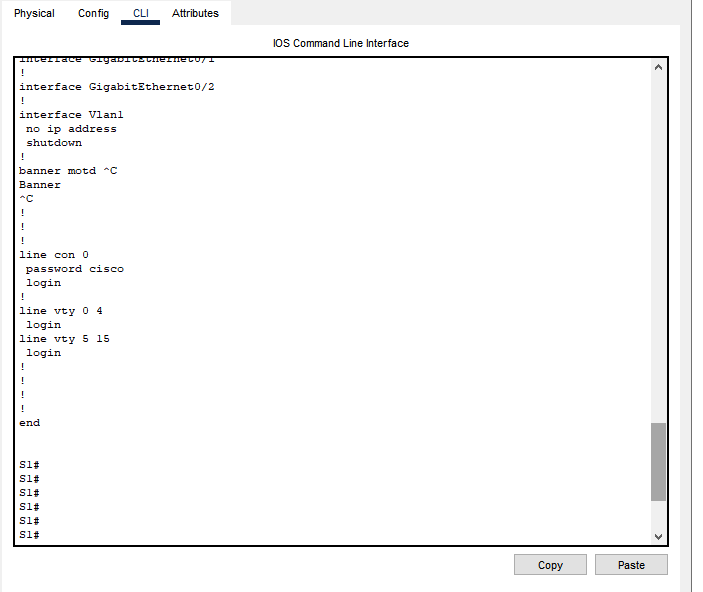 Physical Config CLI Attributes
IOS Command Line Interface
interface GigabitEthernet0/1
!
interface GigabitEthernet0/2
!
interface Vlan1
no ip address
shutdown
!
banner motd ^C
Banner
^C
!
!
!
line con 0
password cisco
login
!
line vty 0 4
login
line vty 5 15
login
!
!
!
!
end
S1#
S1#
S1#
S1#
S1#
S1#
Copy Paste